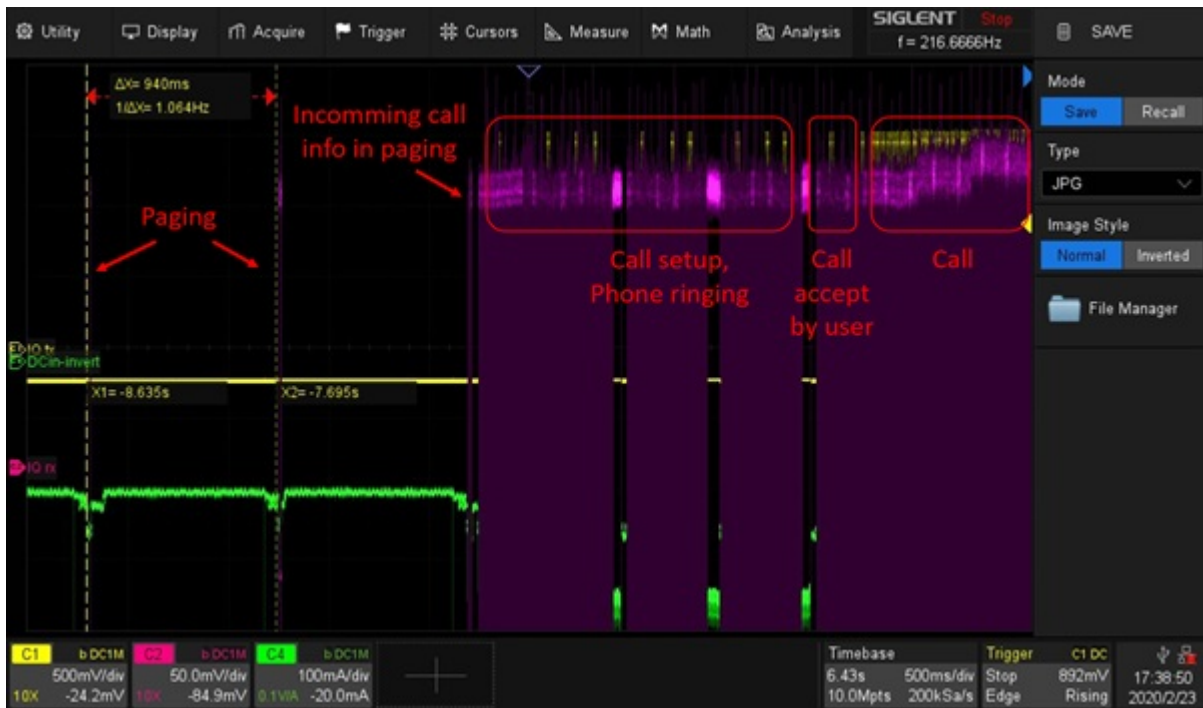 Utility Display Acquire Trigger Cursors Measure Math Analysis SIGLENT Stop
f = 216.6666Hz
SAVE
Mode
Save Recall
Type
JPG
Image Style
Normal Inverted
File Manager
ΔX= 940ms
1/ΔX= 1.064Hz
Incomming call
info in paging
Paging
Call setup,
Phone ringing
Call
accept
by user
Call
IQ tx
DCin-invert
X1= -8.635s X2= -7.695s
IQ rx
C1 b DC1M C2 b DC1M C4 b DC1M
500mV/div 50.0mV/div 100mA/div
10X -24.2mV 10X -84.9mV 0.1V/A -20.0mA
Timebase
6.43s 500ms/div
10.0Mpts 200kSa/s
Trigger C1 DC
Stop 892mV
Edge Rising
17:38:50
2020/2/23